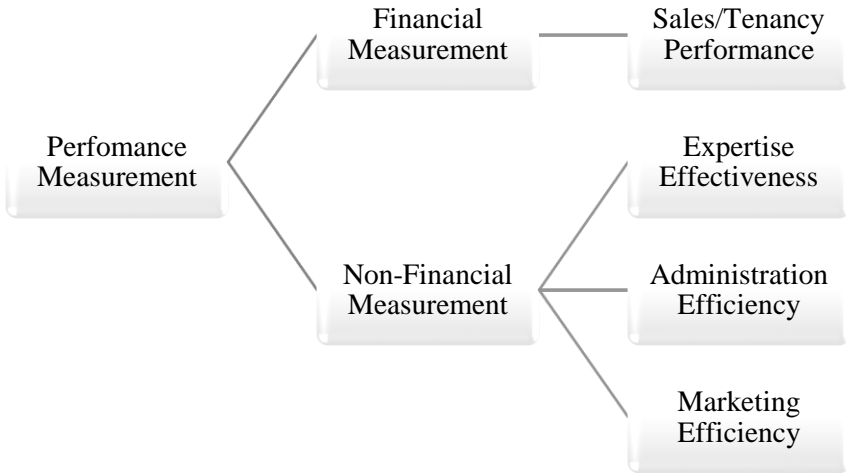 Financial
Measurement
Sales/Tenancy
Performance
Perfomance
Measurement
Expertise
Effectiveness
Non-Financial
Measurement
Administration
Efficiency
Marketing
Efficiency